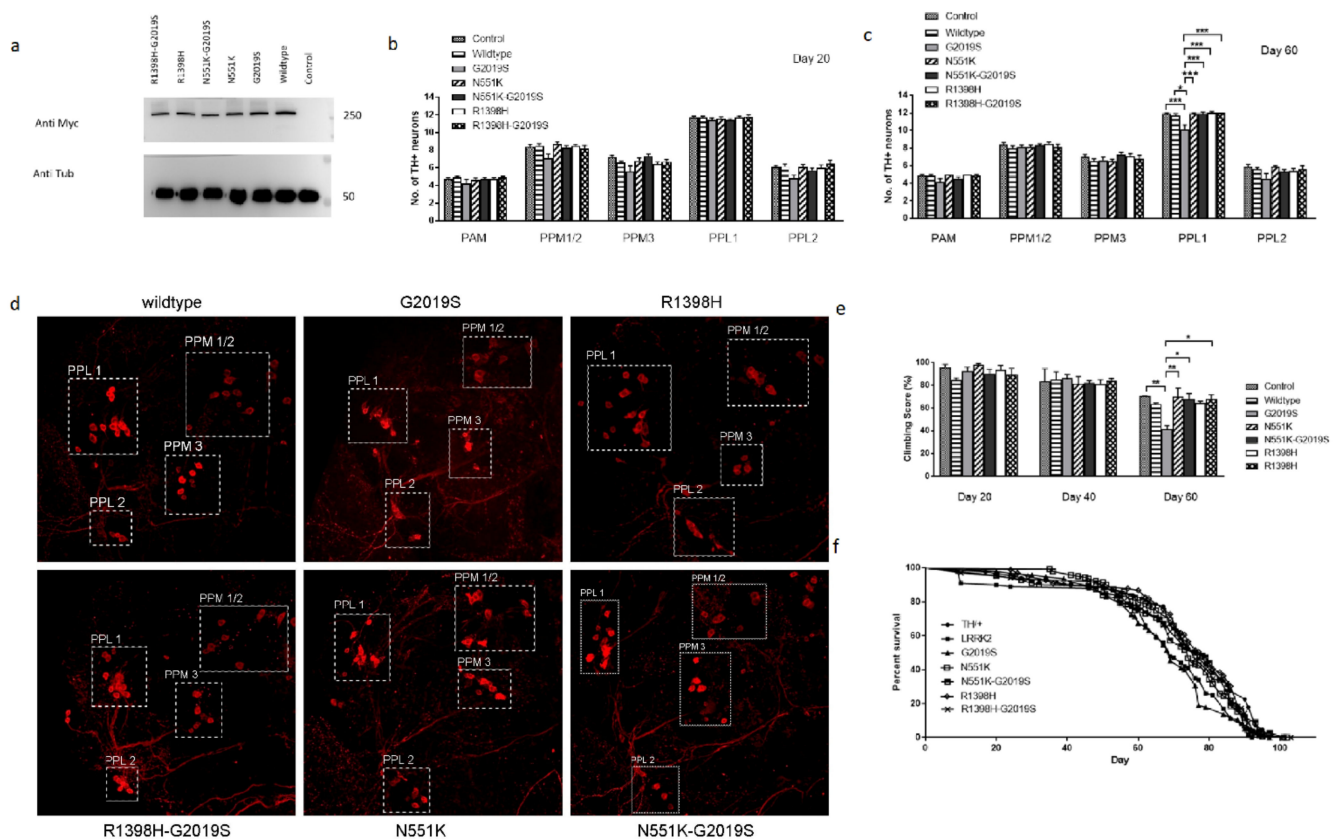 a
R1398H-G2019S
R1398H
N551K-G2019S
N551K
G2019S
Wildtype
Control
Anti Myc
250
Anti Tub
50
b
Control
Wildtype
G2019S
N551K
N551K-G2019S
R1398H
R1398H-G2019S
Day 20
No. of TH+ neurons
14
12
10
8
6
4
2
0
PAM
PPM1/2
PPM3
PPL1
PPL2
c
Control
Wildtype
G2019S
N551K
N551K-G2019S
R1398H
R1398H-G2019S
Day 60
***
***
***
***
*
***
No. of TH+ neurons
14
12
10
8
6
4
2
0
PAM
PPM1/2
PPM3
PPL1
PPL2
d
wildtype
G2019S
R1398H
PPM 1/2
PPL 1
PPM 3
PPL 2
PPM 1/2
PPL 1
PPM 3
PPL 2
PPM 1/2
PPL 1
PPM 3
PPL 2
PPM 1/2
PPL 1
PPM 3
PPL 2
PPM 1/2
PPL 1
PPM 3
PPL 2
PPM 1/2
PPL 1
PPM 3
PPL 2
R1398H-G2019S
N551K
N551K-G2019S
e
Climbing Score (%)
100
80
60
40
20
0
*
*
**
**
Day 20
Day 40
Day 60
Control
Wildtype
G2019S
N551K
N551K-G2019S
R1398H
R1398H
f
Percent survival
100
80
60
40
20
0
TH/+
LRRK2
G2019S
N551K
N551K-G2019S
R1398H
R1398H-G2019S
0
20
40
60
80
100
Day